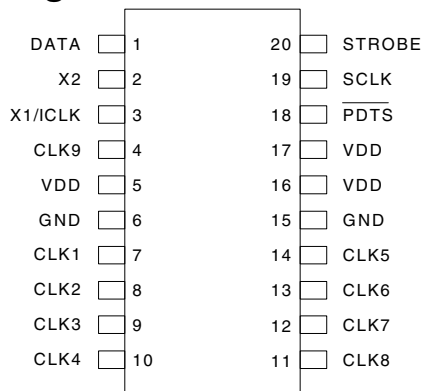 DATA 1 20 STROBE
X2 2 19 SCLK
X1/ICLK 3 18 PDTS
CLK9 4 17 VDD
VDD 5 16 VDD
GND 6 15 GND
CLK1 7 14 CLK5
CLK2 8 13 CLK6
CLK3 9 12 CLK7
CLK4 10 11 CLK8